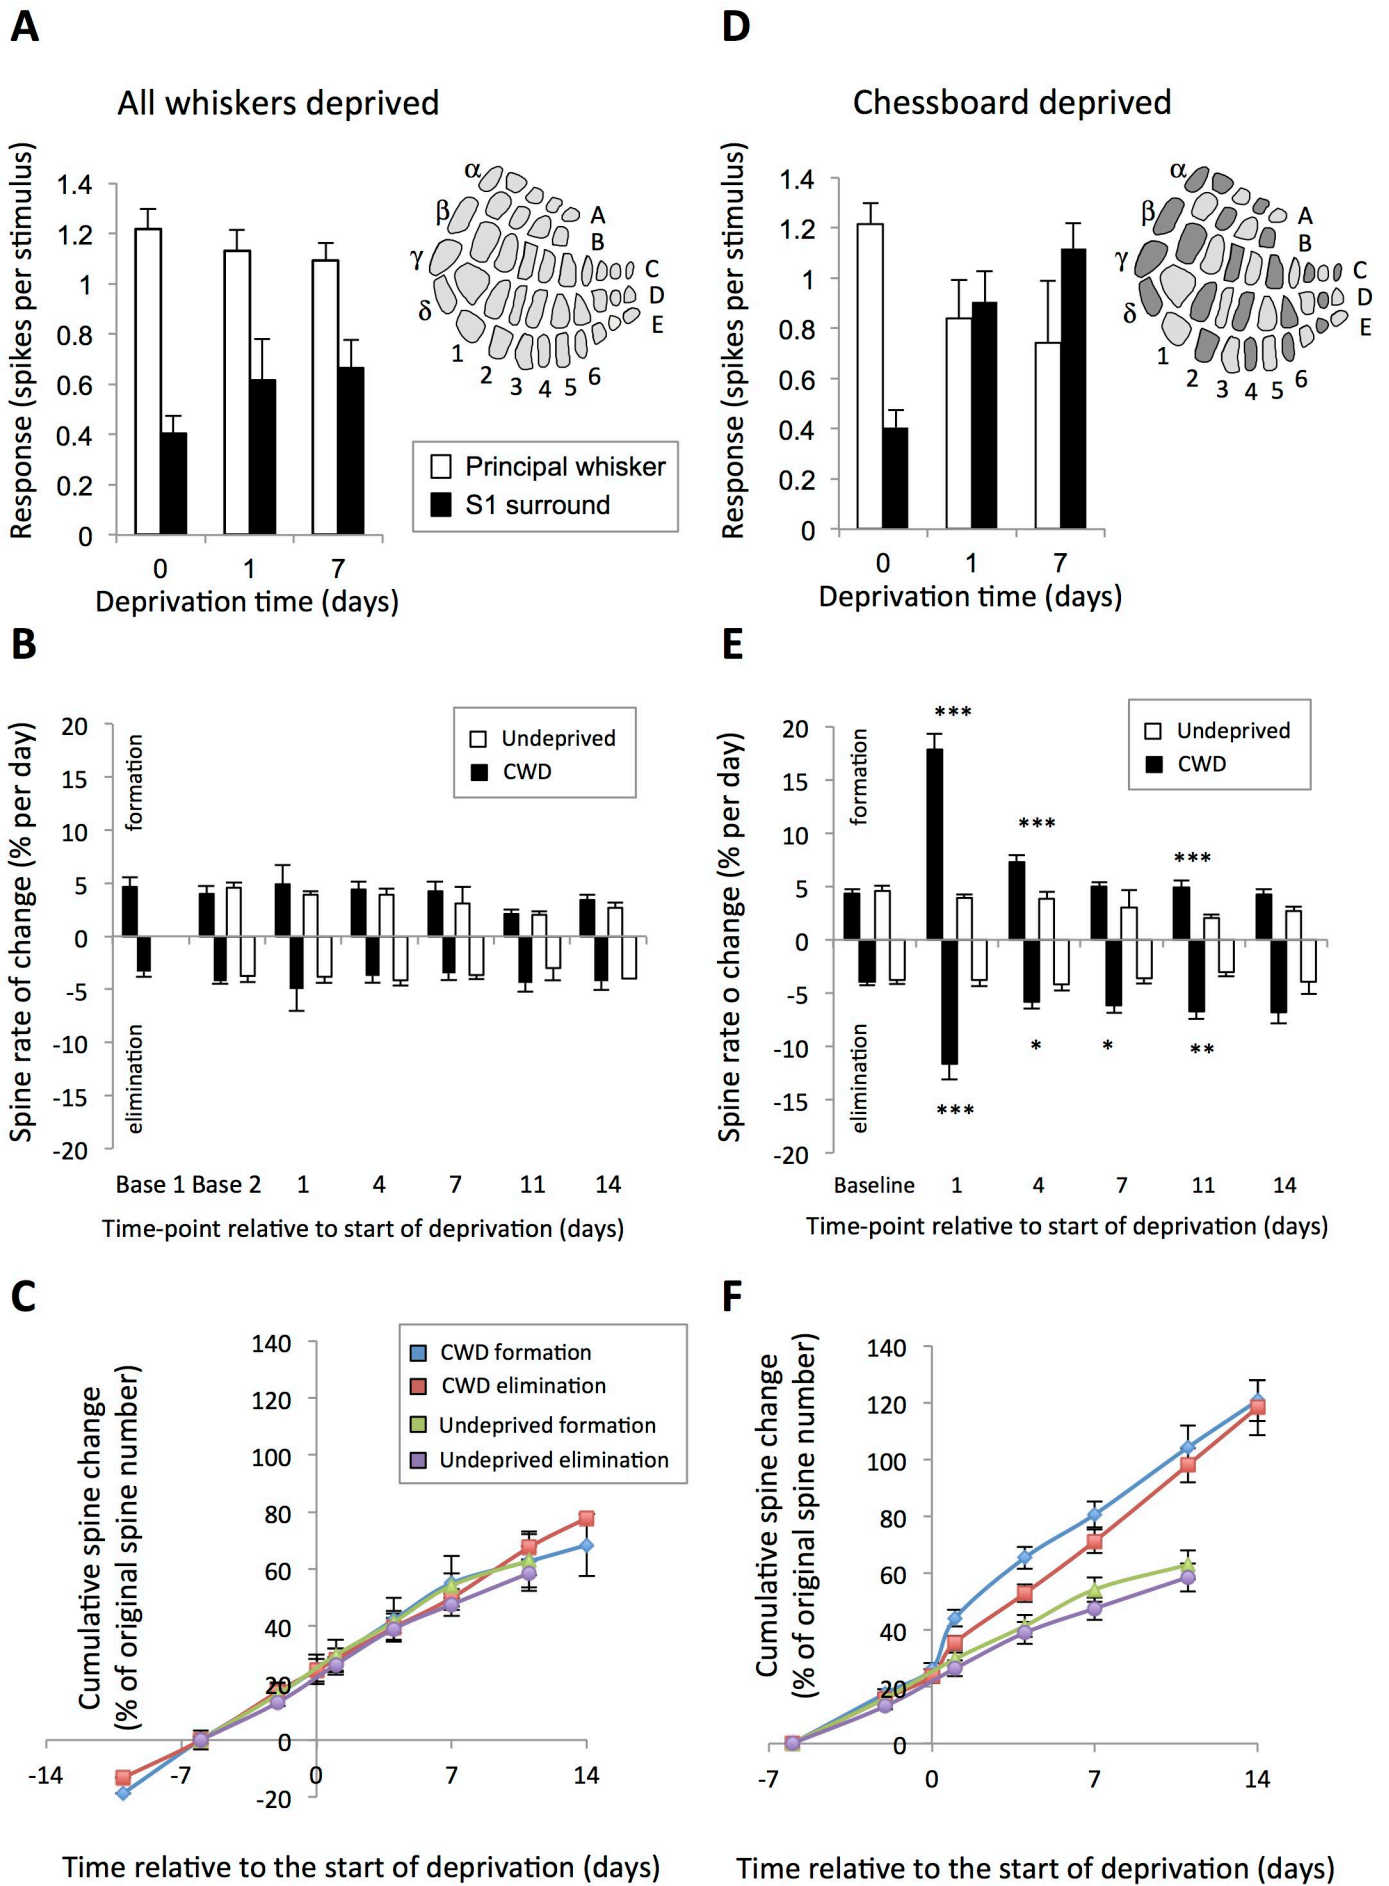 A
All whiskers deprived
Response (spikes per stimulus)
1.4
1.2
1
0.8
0.6
0.4
0.2
0
0 1 7
Deprivation time (days)
α
β
γ
δ
A
B
C
D
E
1 2 3 4 5 6
Principal whisker
S1 surround
D
Chessboard deprived
Response (spikes per stimulus)
1.4
1.2
1
0.8
0.6
0.4
0.2
0
0 1 7
Deprivation time (days)
α
β
γ
δ
A
B
C
D
E
1 2 3 4 5 6
B
Spine rate of change (% per day)
20
15
10
5
0
-5
-10
-15
-20
formation
elimination
Undeprived
CWD
Base 1 Base 2 1 4 7 11 14
Time-point relative to start of deprivation (days)
E
Spine rate o change (% per day)
20
15
10
5
0
-5
-10
-15
-20
formation
elimination
Undeprived
CWD
***
***
***
* * **
***
Baseline 1 4 7 11 14
Time-point relative to start of deprivation (days)
C
Cumulative spine change
(% of original spine number)
140
120
100
80
60
40
20
0
-20
-14 -7 0 7 14
CWD formation
CWD elimination
Undeprived formation
Undeprived elimination
Time relative to the start of deprivation (days)
F
Cumulative spine change
(% of original spine number)
140
120
100
80
60
40
20
0
-7 0 7 14
Time relative to the start of deprivation (days)